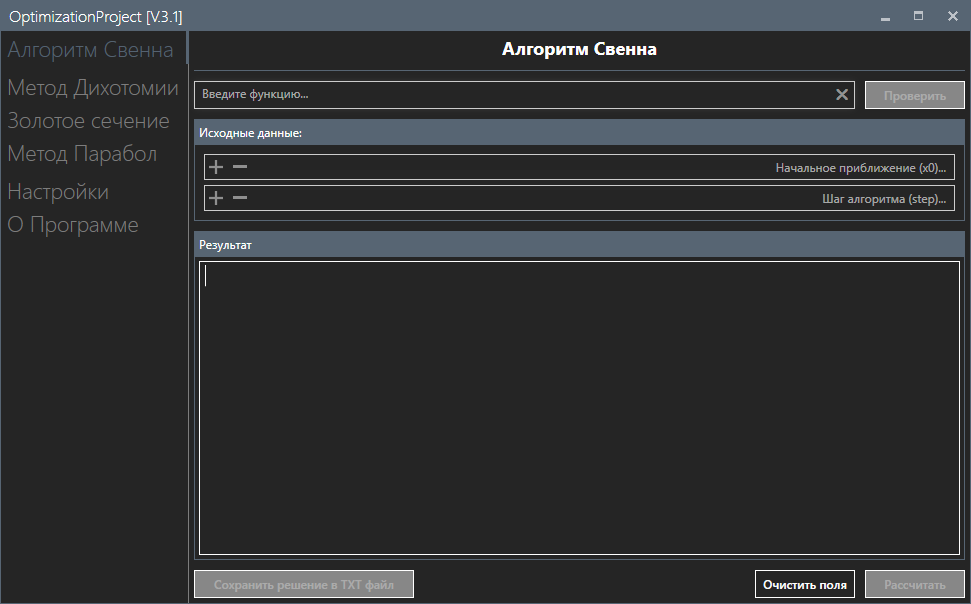 OptimizationProject [V.3.1]
Алгоритм Свенна
Метод Дихотомии
Золотое сечение
Метод Парабол
Настройки
О Программе
Алгоритм Свенна
Введите функцию...
Проверить
Исходные данные:
Начальное приближение (x0)...
Шаг алгоритма (step)...
Результат
Сохранить решение в TXT файл
Очистить поля
Рассчитать